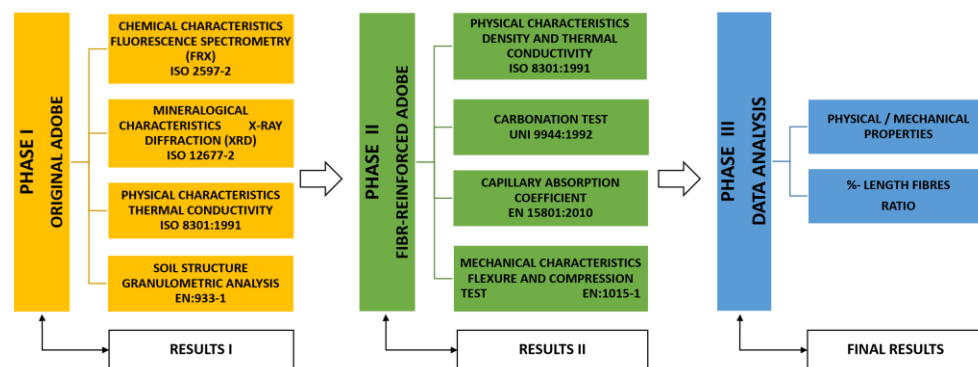 PHASE I
ORIGINAL ADOBE
CHEMICAL CHARACTERISTICS
FLUORESCENCE SPECTROMETRY
(FRX)
ISO 2597-2
MINERALOGICAL
CHARACTERISTICS X-RAY
DIFFRACTION (XRD)
ISO 12677-2
PHYSICAL CHARACTERISTICS
THERMAL CONDUCTIVITY
ISO 8301:1991
SOIL STRUCTURE
GRANULOMETRIC ANALYSIS
EN:933-1
RESULTS I
PHASE II
FIBR-REINFORCED ADOBE
PHYSICAL CHARACTERISTICS
DENSITY AND THERMAL
CONDUCTIVITY
ISO 8301:1991
CARBONATION TEST
UNI 9944:1992
CAPILLARY ABSORPTION
COEFFICIENT
EN 15801:2010
MECHANICAL CHARACTERISTICS
FLEXURE AND COMPRESSION
TEST EN:1015-1
RESULTS II
PHASE III
DATA ANALYSIS
PHYSICAL / MECHANICAL
PROPERTIES
%- LENGTH FIBRES
RATIO
FINAL RESULTS